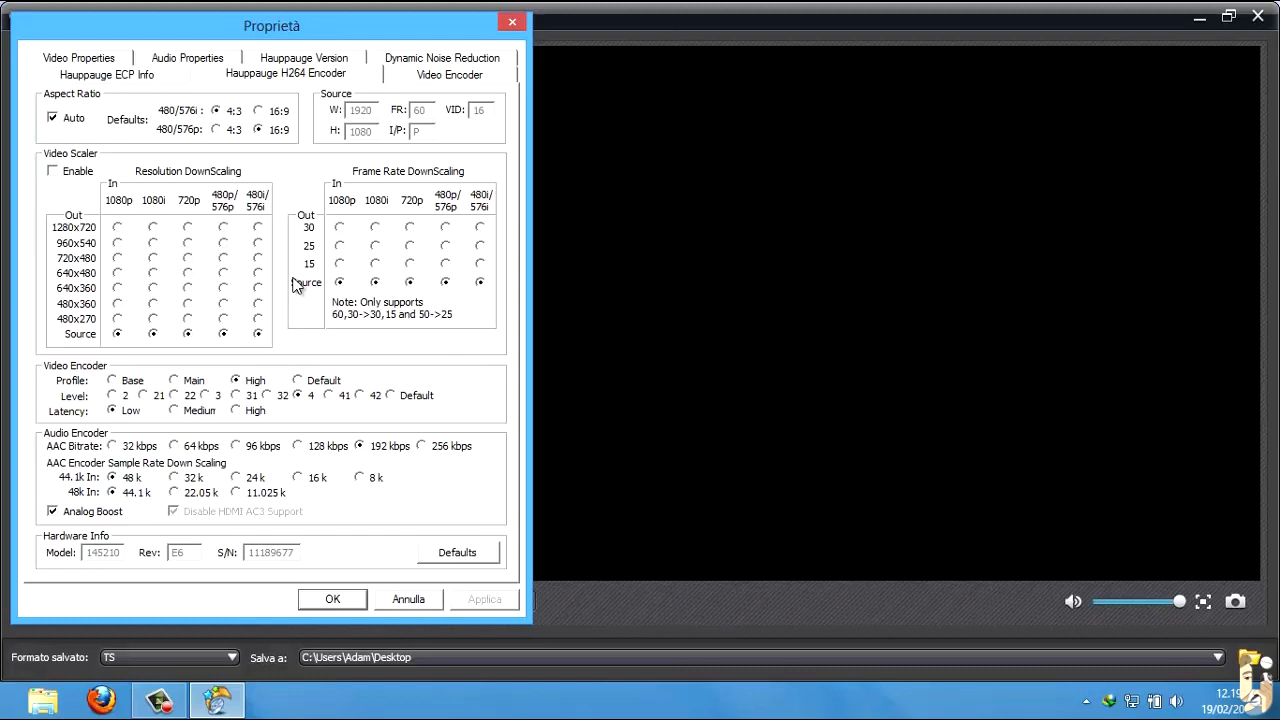 Proprietà
Video Properties Audio Properties Hauppauge Version Dynamic Noise Reduction
Hauppauge ECP Info Hauppauge H264 Encoder Video Encoder
Aspect Ratio
Auto Defaults: 480/576i : 4:3 16:9
480/576p: 4:3 16:9
Source
W: 1920 FR: 60 VID: 16
H: 1080 I/P: P
Video Scaler
Enable Resolution DownScaling
In
1080p 1080i 720p 480p/576p 480i/576i
Out
1280x720
960x540
720x480
640x480
640x360
480x360
480x270
Source
Frame Rate DownScaling
In
1080p 1080i 720p 480p/576p 480i/576i
Out
30
25
15
Note: Only supports
60,30->30,15 and 50->25
Video Encoder
Profile: Base Main High Default
Level: 2 21 22 3 31 32 4 41 42 Default
Latency: Low Medium High
Audio Encoder
AAC Bitrate: 32 kbps 64 kbps 96 kbps 128 kbps 192 kbps 256 kbps
AAC Encoder Sample Rate Down Scaling
44.1k In: 48 k 32 k 24 k 16 k 8 k
48k In: 44.1 k 22.05 k 11.025 k
Analog Boost Disable HDMI AC3 Support
Hardware Info
Model: 145210 Rev: E6 S/N: 11189677 Defaults
OK Annulla Applica
Formato salvato: TS Salva a: C:\Users\Adam\Desktop
12.19